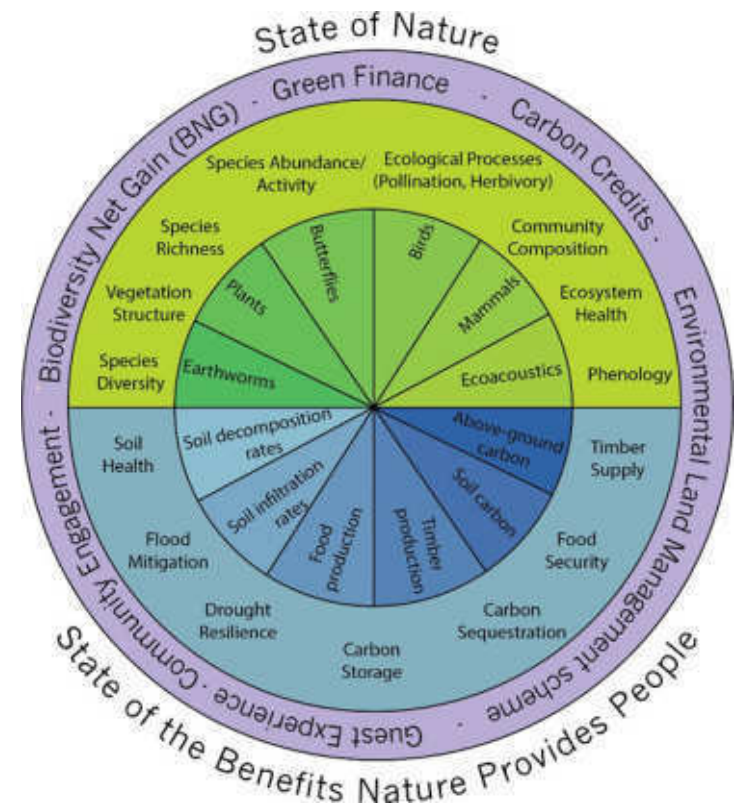 State of Nature
Biodiversity Net Gain (BNG) · Green Finance · Carbon Credits ·
Environmental Land Management scheme · Guest Experience · Community Engagement ·
Species Abundance/
Activity
Ecological Processes
(Pollination, Herbivory)
Species
Richness
Community
Composition
Vegetation
Structure
Ecosystem
Health
Species
Diversity
Phenology
Butterflies
Birds
Plants
Mammals
Earthworms
Ecoacoustics
Soil decomposition
rates
Above-ground
carbon
Soil infiltration
rates
Soil carbon
Food
production
Timber
production
Soil
Health
Timber
Supply
Flood
Mitigation
Food
Security
Drought
Resilience
Carbon
Sequestration
Carbon
Storage
State of the Benefits Nature Provides People